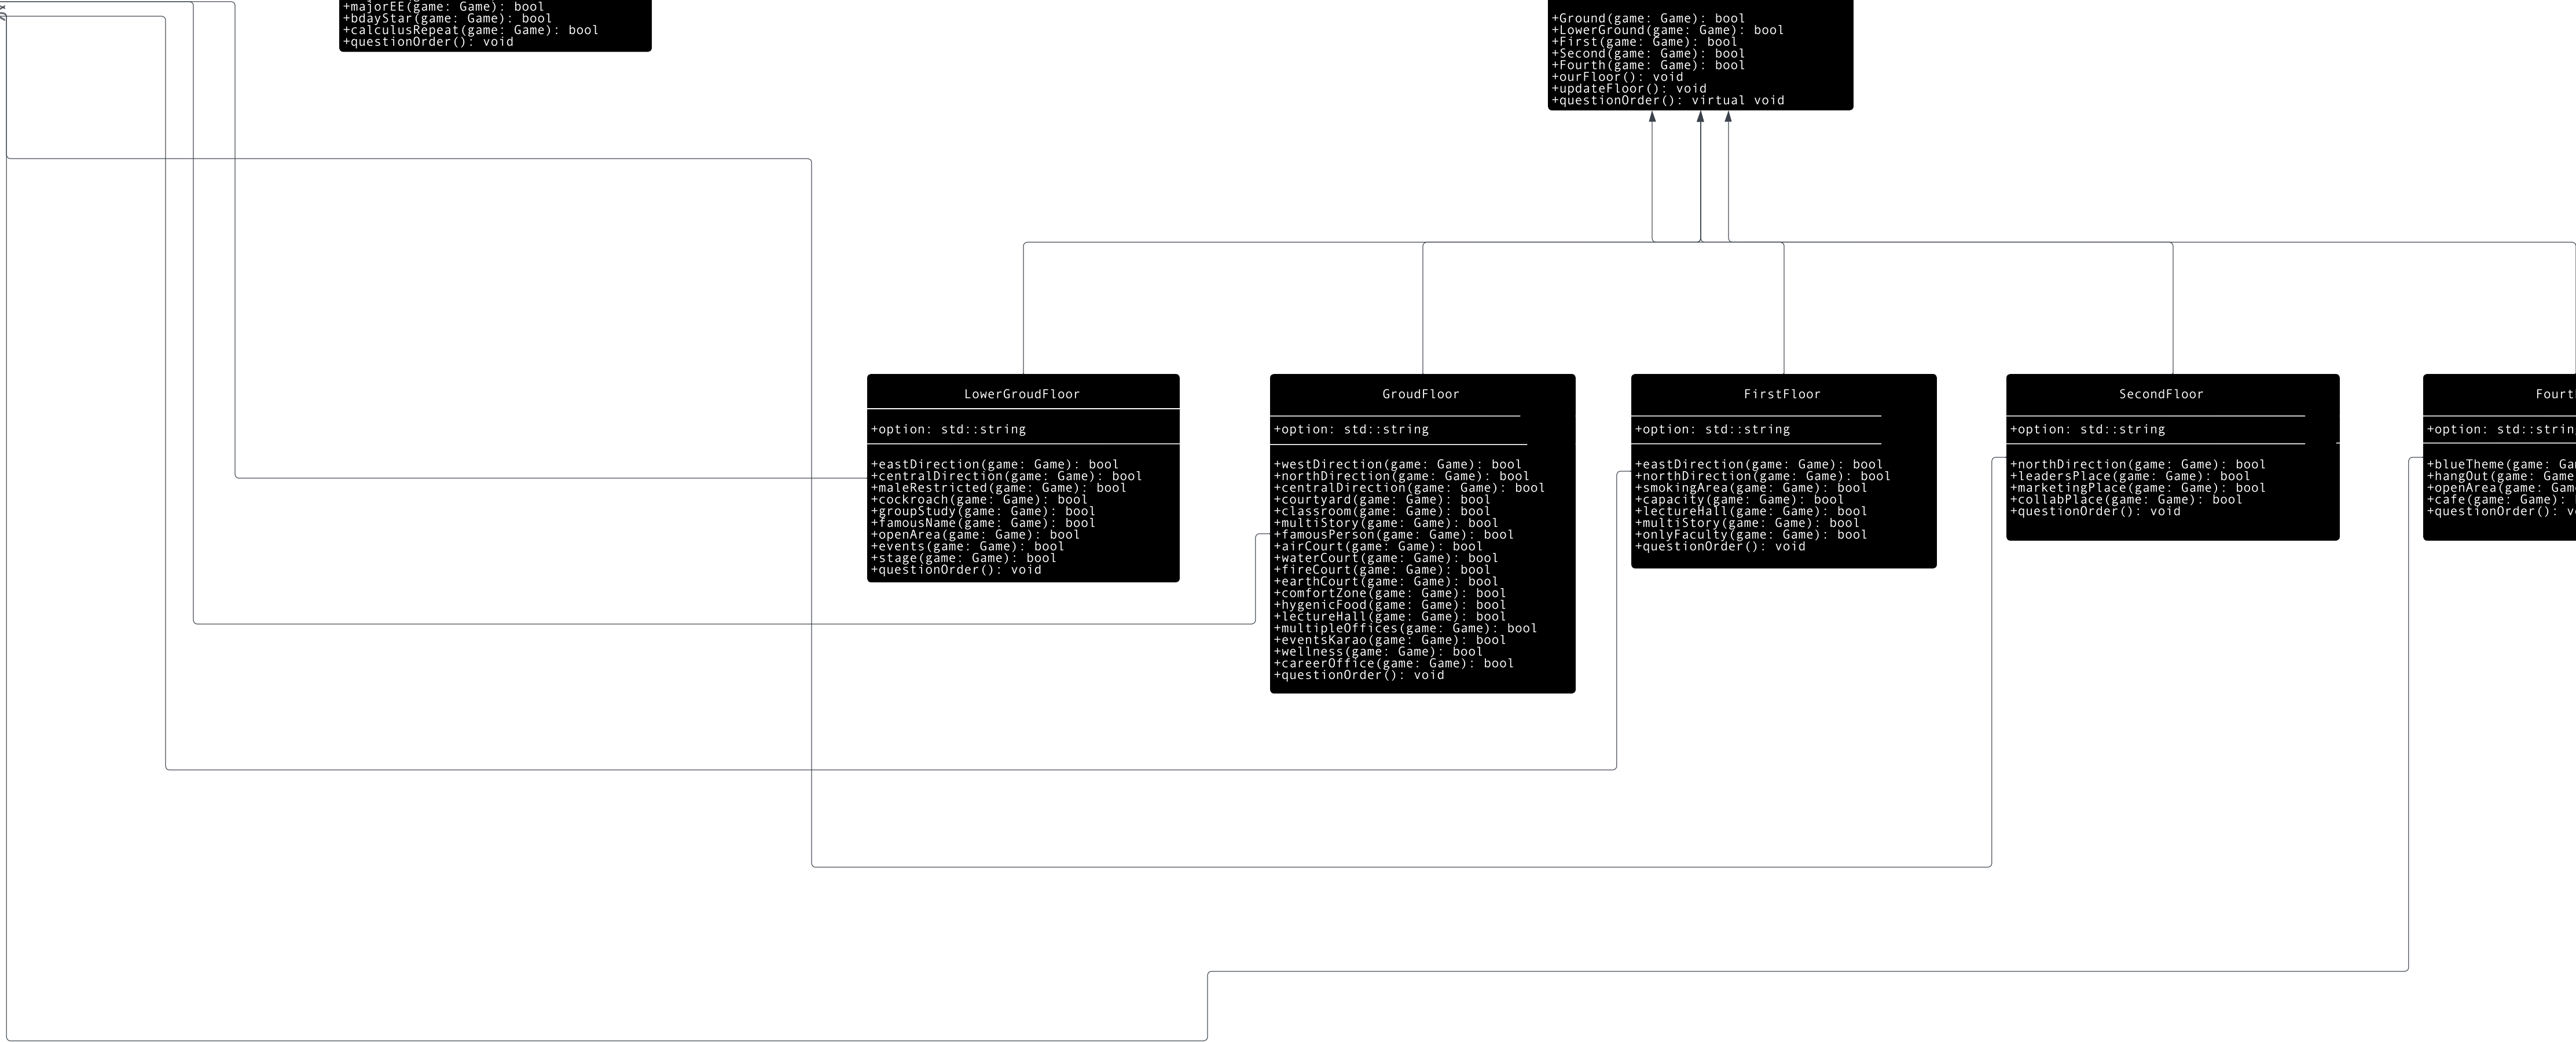 +majorEE(game: Game): bool
+bdayStar(game: Game): bool
+calculusRepeat(game: Game): bool
+questionOrder(): void
+Ground(game: Game): bool
+LowerGround(game: Game): bool
+First(game: Game): bool
+Second(game: Game): bool
+Fourth(game: Game): bool
+ourFloor(): void
+updateFloor(): void
+questionOrder(): virtual void
LowerGroudFloor
+option: std::string
+eastDirection(game: Game): bool
+centralDirection(game: Game): bool
+maleRestricted(game: Game): bool
+cockroach(game: Game): bool
+groupStudy(game: Game): bool
+famousName(game: Game): bool
+openArea(game: Game): bool
+events(game: Game): bool
+stage(game: Game): bool
+questionOrder(): void
GroudFloor
+option: std::string
+westDirection(game: Game): bool
+northDirection(game: Game): bool
+centralDirection(game: Game): bool
+courtyard(game: Game): bool
+classroom(game: Game): bool
+multiStory(game: Game): bool
+famousPerson(game: Game): bool
+airCourt(game: Game): bool
+waterCourt(game: Game): bool
+fireCourt(game: Game): bool
+earthCourt(game: Game): bool
+comfortZone(game: Game): bool
+hygenicFood(game: Game): bool
+lectureHall(game: Game): bool
+multipleOffices(game: Game): bool
+eventsKarao(game: Game): bool
+wellness(game: Game): bool
+careerOffice(game: Game): bool
+questionOrder(): void
FirstFloor
+option: std::string
+eastDirection(game: Game): bool
+northDirection(game: Game): bool
+smokingArea(game: Game): bool
+capacity(game: Game): bool
+lectureHall(game: Game): bool
+multiStory(game: Game): bool
+onlyFaculty(game: Game): bool
+questionOrder(): void
SecondFloor
+option: std::string
+northDirection(game: Game): bool
+leadersPlace(game: Game): bool
+marketingPlace(game: Game): bool
+collabPlace(game: Game): bool
+questionOrder(): void
Fourt
+option: std::strin
+blueTheme(game: Ga
+hangOut(game: Game
+openArea(game: Gam
+cafe(game: Game):
+questionOrder(): v